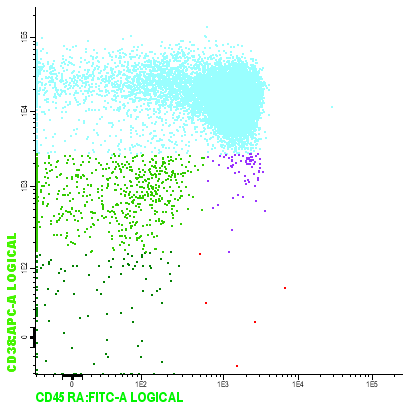 1E5
1E4
1E3
1E2
0
CD38:APC-A LOGICAL
0
1E2
1E3
1E4
1E5
CD45 RA:FITC-A LOGICAL